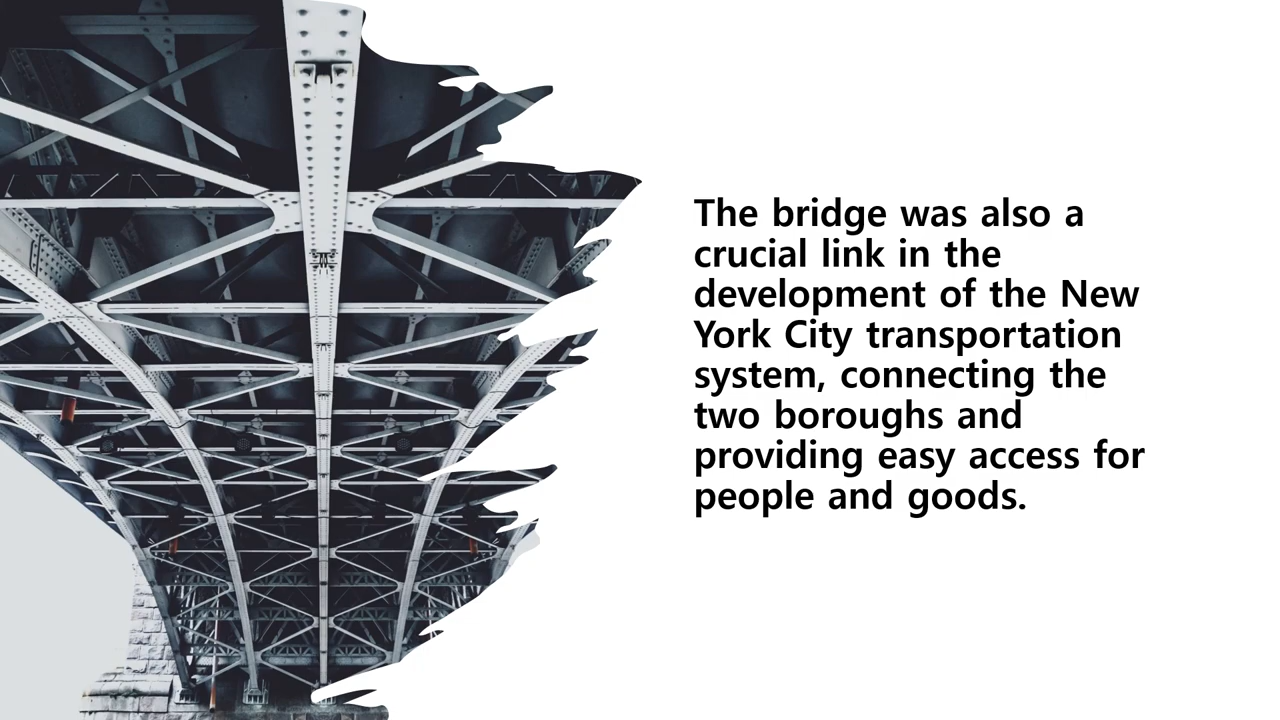 The bridge was also a
crucial link in the
development of the New
York City transportation
system, connecting the
two boroughs and
providing easy access for
people and goods.